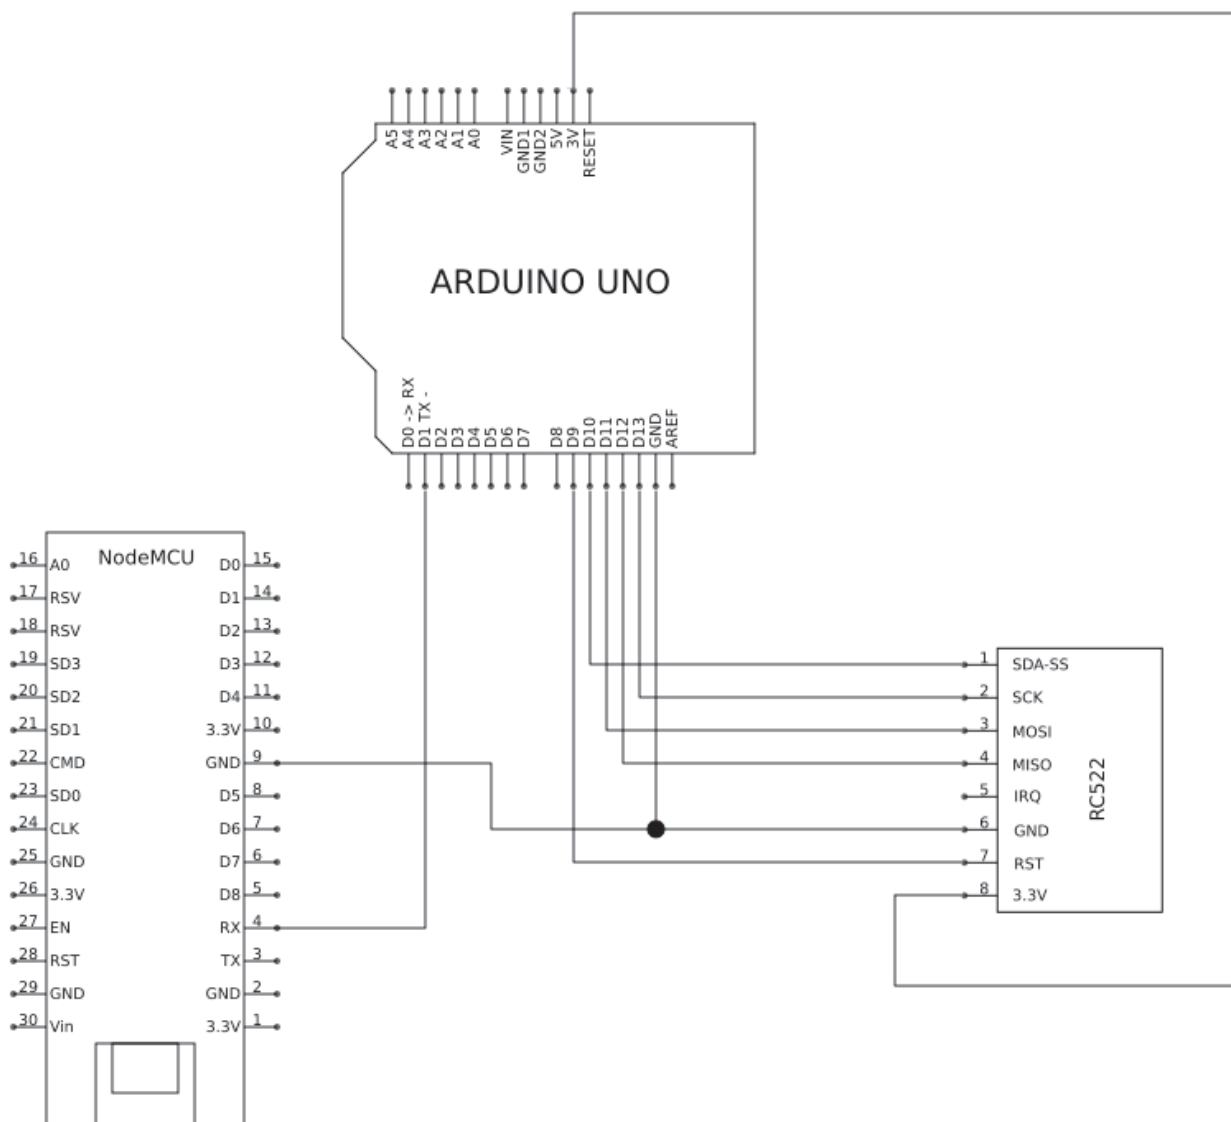 A5
A4
A3
A2
A1
A0
VIN
GND1
GND2
5V
3V
RESET
ARDUINO UNO
D0 -> RX
D1 TX -
D2
D3
D4
D5
D6
D7
D8
D9
D10
D11
D12
D13
GND
AREF
NodeMCU
16 A0 D0 15
17 RSV D1 14
18 RSV D2 13
19 SD3 D3 12
20 SD2 D4 11
21 SD1 3.3V 10
22 CMD GND 9
23 SD0 D5 8
24 CLK D6 7
25 GND D7 6
26 3.3V D8 5
27 EN RX 4
28 RST TX 3
29 GND GND 2
30 Vin 3.3V 1
1 SDA-SS
2 SCK
3 MOSI
4 MISO
5 IRQ
6 GND
7 RST
8 3.3V
RC522